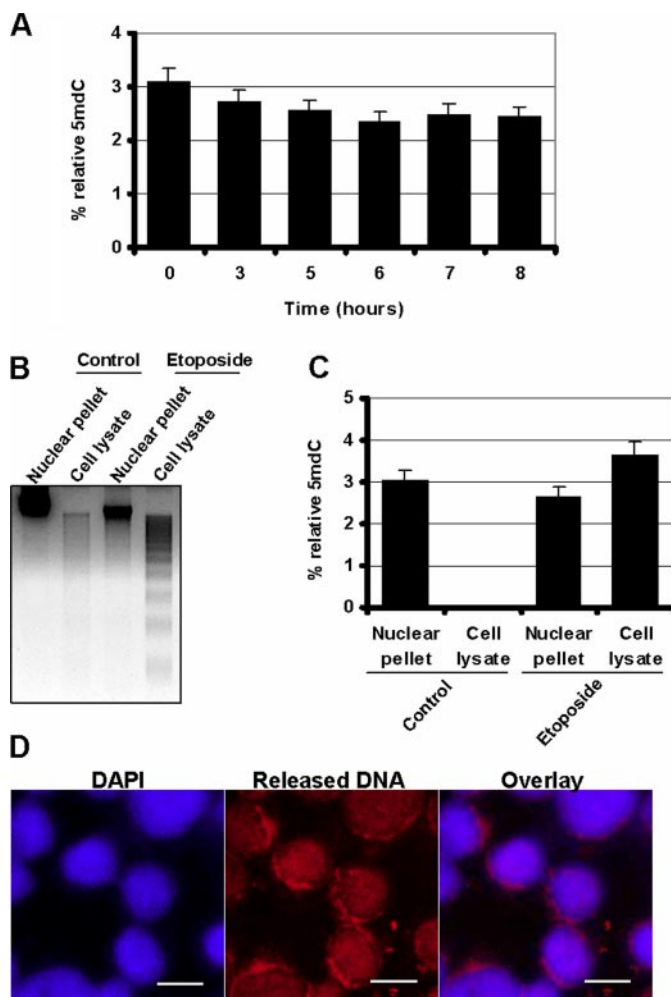 A
% relative 5mdC
4
3
2
1
0
0 3 5 6 7 8
Time (hours)
B
Control Etoposide
Nuclear pellet
Cell lysate
Nuclear pellet
Cell lysate
C
% relative 5mdC
5
4
3
2
1
0
Nuclear pellet
Cell lysate
Nuclear pellet
Cell lysate
Control
Etoposide
D
DAPI Released DNA Overlay